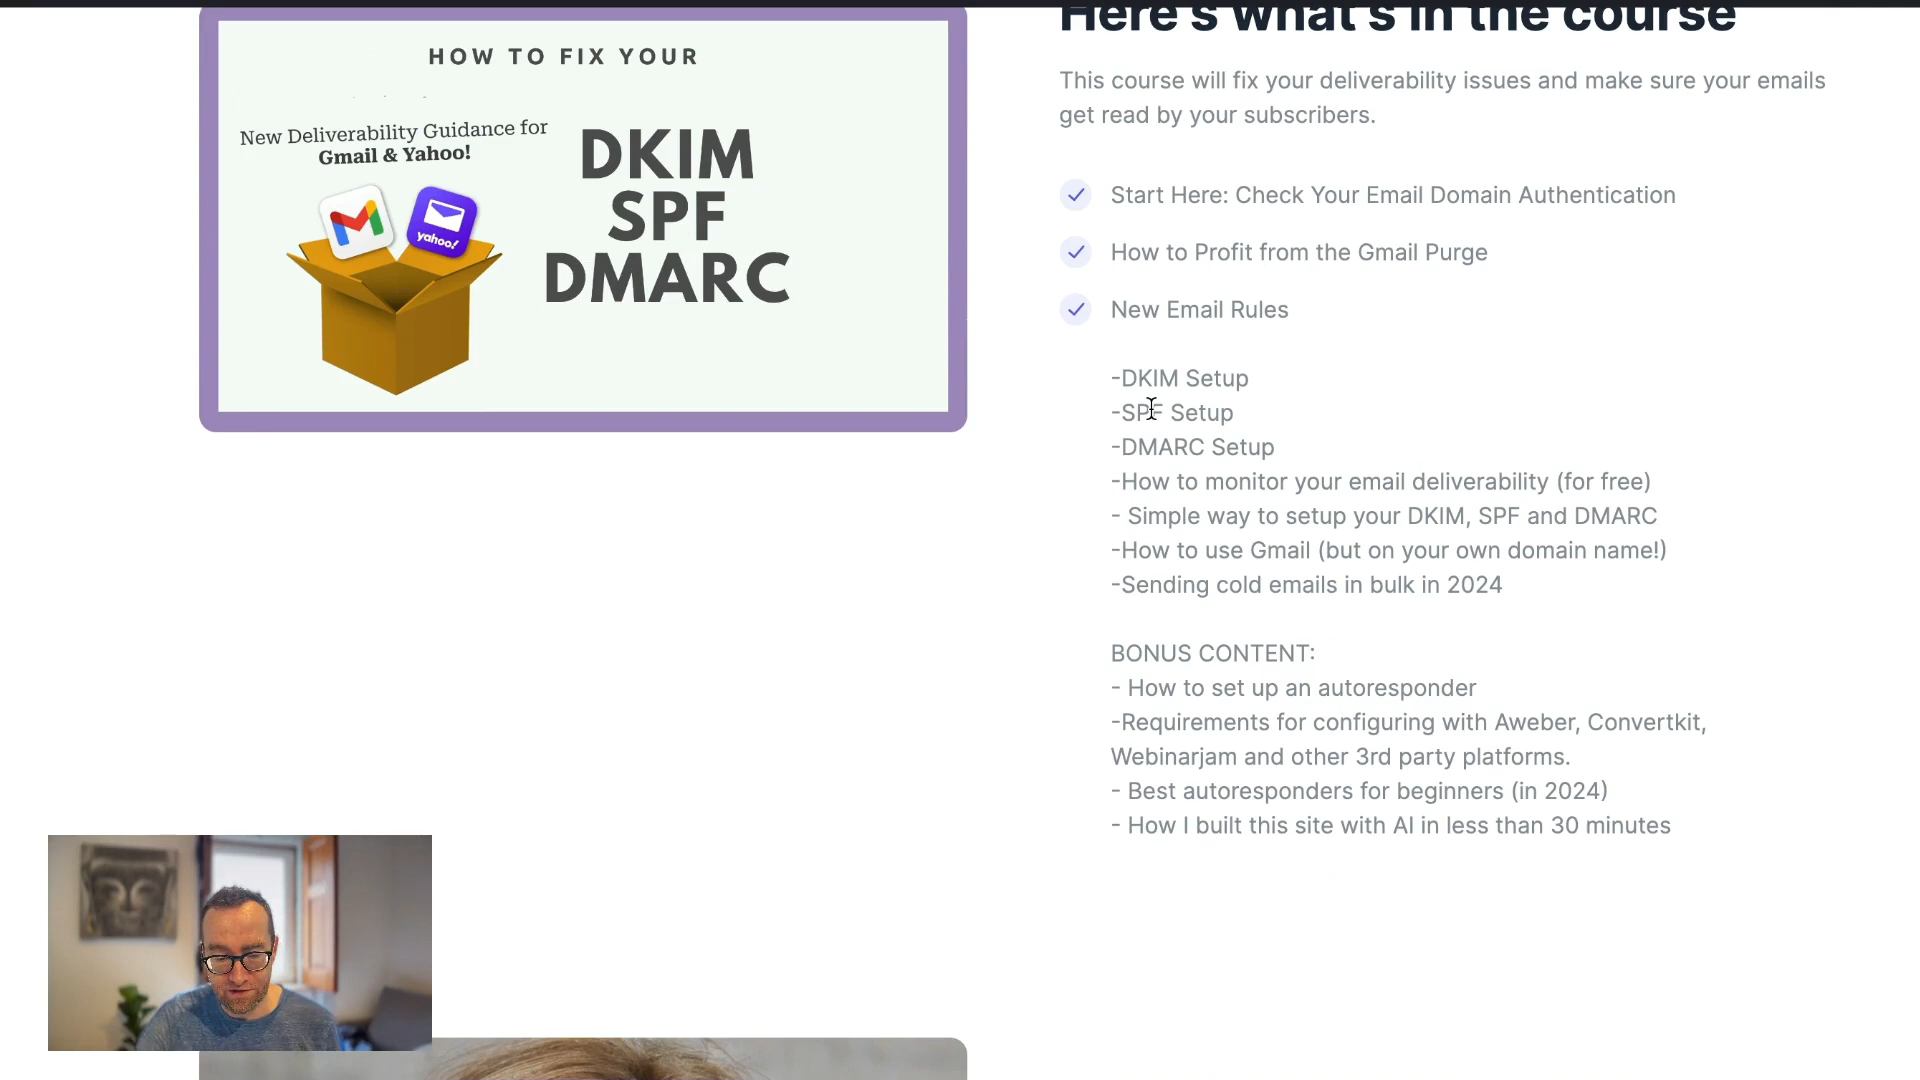 HOW TO FIX YOUR
New Deliverability Guidance for
Gmail & Yahoo!
yahoo!
DKIM
SPF
DMARC
Here's what's in the course
This course will fix your deliverability issues and make sure your emails
get read by your subscribers.
Start Here: Check Your Email Domain Authentication
How to Profit from the Gmail Purge
New Email Rules
-DKIM Setup
-SPF Setup
-DMARC Setup
-How to monitor your email deliverability (for free)
- Simple way to setup your DKIM, SPF and DMARC
-How to use Gmail (but on your own domain name!)
-Sending cold emails in bulk in 2024
BONUS CONTENT:
- How to set up an autoresponder
-Requirements for configuring with Aweber, Convertkit,
Webinarjam and other 3rd party platforms.
- Best autoresponders for beginners (in 2024)
- How I built this site with AI in less than 30 minutes